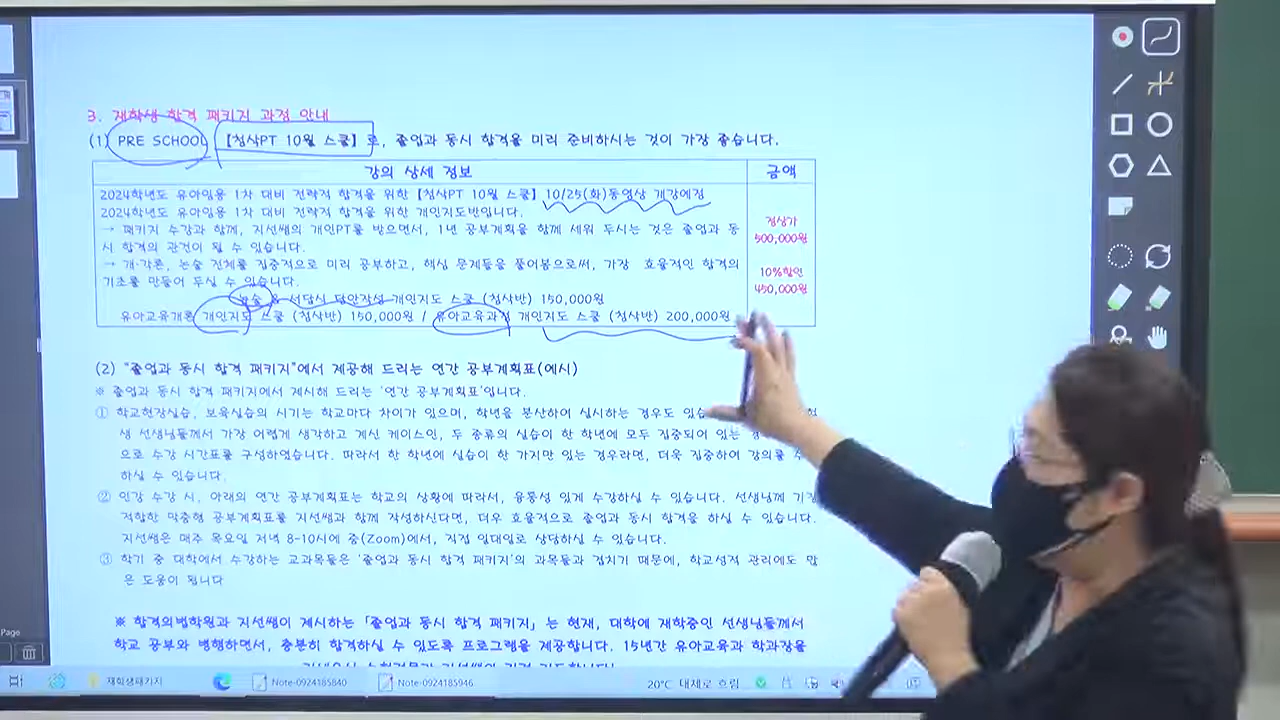 3. 재학생 합격 패키지 과정 안내
(1) PRE SCHOOL 【첨삭PT 10월 스쿨】로, 졸업과 동시 합격을 미리 준비하시는 것이 가장 좋습니다.
강의 상세 정보 금액
2024학년도 유아임용 1차 대비 전략적 합격을 위한 【첨삭PT 10월 스쿨】 10/25(화)동영상 개강예정
2024학년도 유아임용 1차 대비 전략적 합격을 위한 개인지도반입니다.
→ 패키지 수강과 함께, 지선쌤의 개인PT를 받으면서, 1년 공부계획을 함께 세워 두시는 것은 졸업과 동
시 합격의 관건이 될 수 있습니다.
→ 개·각론, 논술 전체를 집중적으로 미리 공부하고, 핵심 문제들을 풀어봄으로써, 가장 효율적인 합격의
기초를 만들어 두실 수 있습니다.
논술 & 서답식 답안작성 개인지도 스쿨 (첨삭반) 150,000원
유아교육개론 개인지도 스쿨 (첨삭반) 150,000원 / 유아교육과정 개인지도 스쿨 (첨삭반) 200,000원
정상가
500,000원
10%할인
450,000원
(2) "졸업과 동시 합격 패키지"에서 제공해 드리는 연간 공부계획표(예시)
※ 졸업과 동시 합격 패키지에서 제시해 드리는 '연간 공부계획표'입니다.
① 학교현장실습, 보육실습의 시기는 학교마다 차이가 있으며, 학년을 분산하여 실시하는 경우도
생 선생님들께서 가장 어렵게 생각하고 계신 케이스인, 두 종류의 실습이 한 학년에 모두 집중되어 있는
으로 수강 시간표를 구성하였습니다. 따라서 한 학년에 실습이 한 가지만 있는 경우라면, 더욱 집중하여 강의를
하실 수 있습니다.
② 인강 수강 시, 아래의 연간 공부계획표는 학교의 상황에 따라서, 융통성 있게 수강하실 수 있습니다. 선생님께
적합한 맞춤형 공부계획표를 지선쌤과 함께 작성하신다면, 더우 효율적으로 졸업과 동시 합격을 하실 수 있습니다.
지선쌤은 매주 목요일 저녁 8-10시에 줌(Zoom)에서, 직접 일대일로 상담하실 수 있습니다.
③ 학기 중 대학에서 수강하는 교과목들은 '졸업과 동시 합격 패키지'의 과목들과 겹치기 때문에, 학교성적 관리에도 많
은 도움이 됩니다
※ 합격의법학원과 지선쌤이 제시하는 「졸업과 동시 합격 패키지」는 현재, 대학에 재학중인 선생님들께서
학교 공부와 병행하면서, 충분히 합격하실 수 있도록 프로그램을 제공합니다. 15년간 유아교육과 학과장을
Page
재학생패키지 Note-0924185840 Note-0924185946 20°C 대체로 흐림